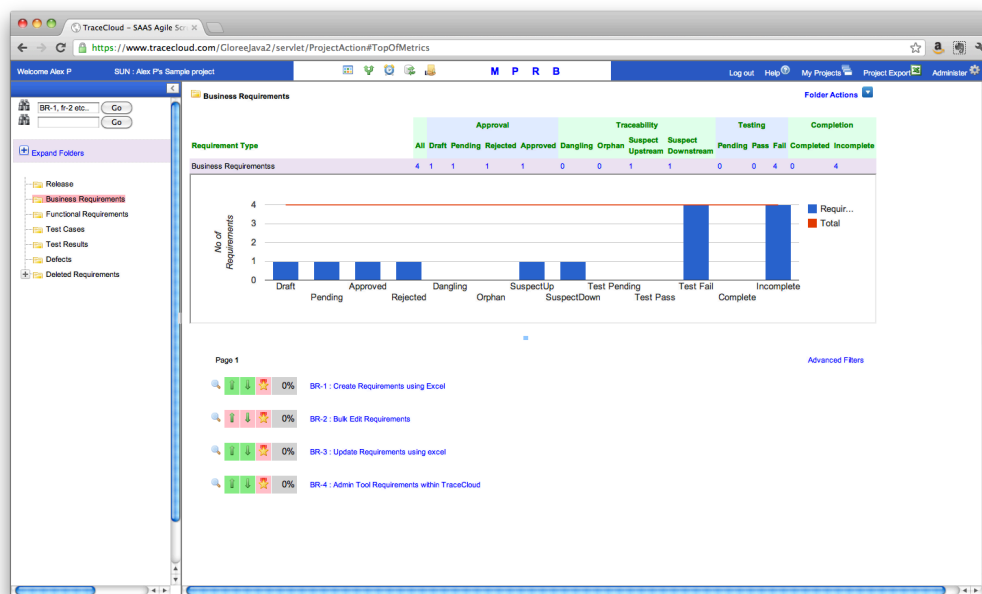 TraceCloud – SAAS Agile Sc
https://www.tracecloud.com/GloreeJava2/servlet/ProjectAction#TopOfMetrics
Welcome Alex P SUN : Alex P's Sample project M P R B Log out Help My Projects Project Export Administer
BR-1, fr-2 etc.. Go
Go
Expand Folders
Release
Business Requirements
Functional Requirements
Test Cases
Test Results
Defects
Deleted Requirements
Business Requirements Folder Actions
Approval Traceability Testing Completion
Requirement Type All Draft Pending Rejected Approved Dangling Orphan Suspect Upstream Suspect Downstream Pending Pass Fail Completed Incomplete
Business Requirementss 4 1 1 1 1 0 0 1 1 0 0 4 0 4
No of
Requirements
4
3
2
1
0
Draft Approved Dangling SuspectUp Test Pending Test Fail Incomplete
Pending Rejected Orphan SuspectDown Test Pass Complete
Requir...
Total
Page 1 Advanced Filters
0% BR-1 : Create Requirements using Excel
0% BR-2 : Bulk Edit Requirements
0% BR-3 : Update Requirements using excel
0% BR-4 : Admin Tool Requirements within TraceCloud